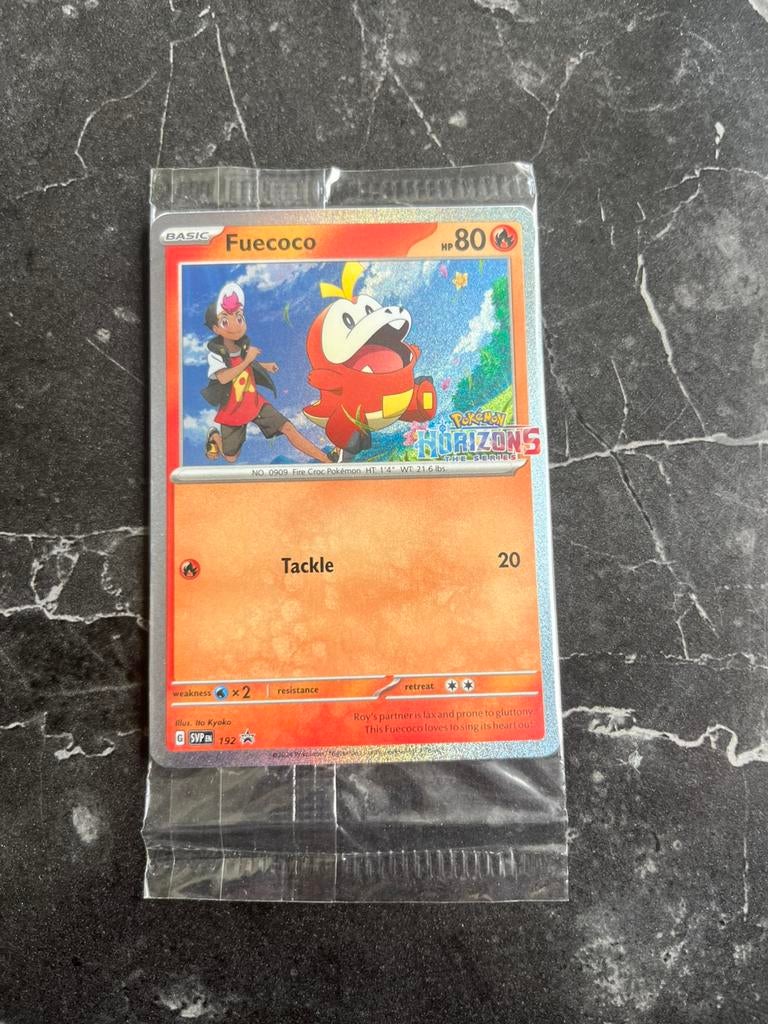 BASIC Fuecoco HP 80
POKÉMON
HORIZONS
THE SERIES
NO. 0909 Fire Croc Pokémon HT: 1'4" WT: 21.6 lbs.
Tackle 20
weakness ×2 resistance retreat
Illus. Ito Kyoko
Roy's partner is lax and prone to gluttony.
This Fuecoco loves to sing its heart out.
G SVP EN 192
©2024